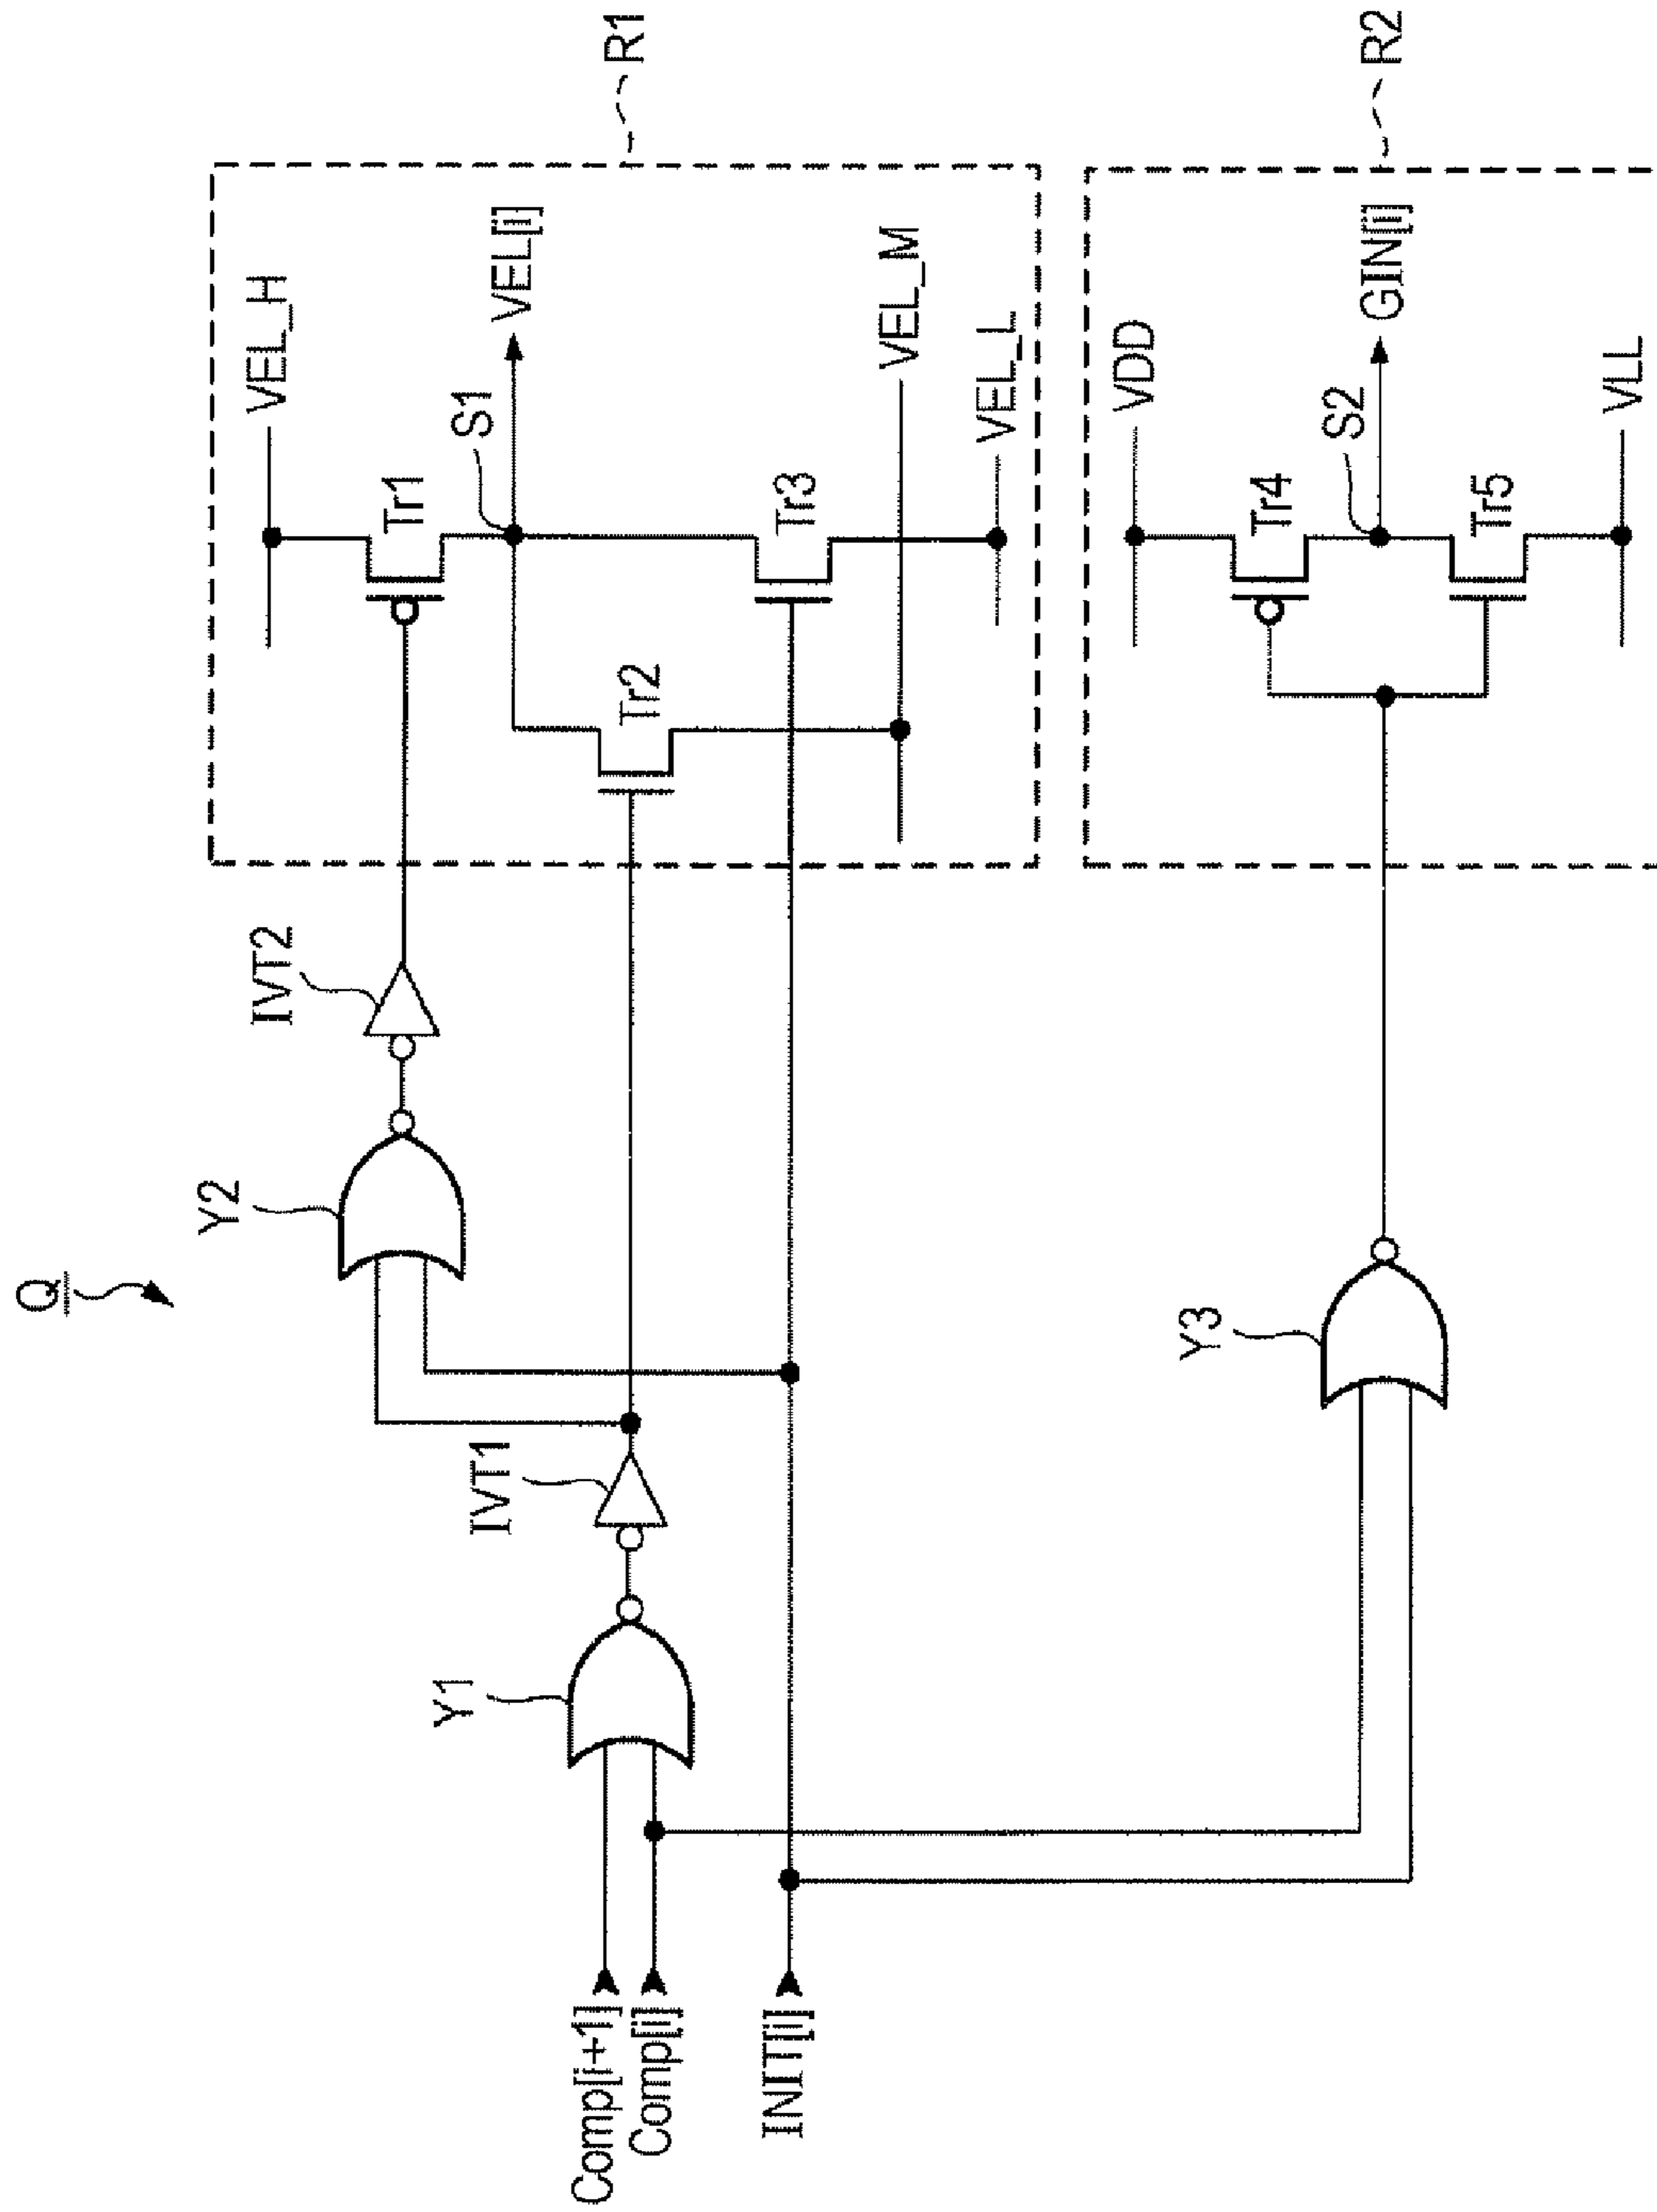 Q
Y2
IVT2
VEL_H
Tr1
S1
VEL[i]
R1
Y1
IVT1
Tr2
Tr3
VEL_M
VEL_L
Comp[i+1]
Comp[i]
INIT[i]
Y3
VDD
Tr4
S2
GIN[i]
R2
Tr5
VLL